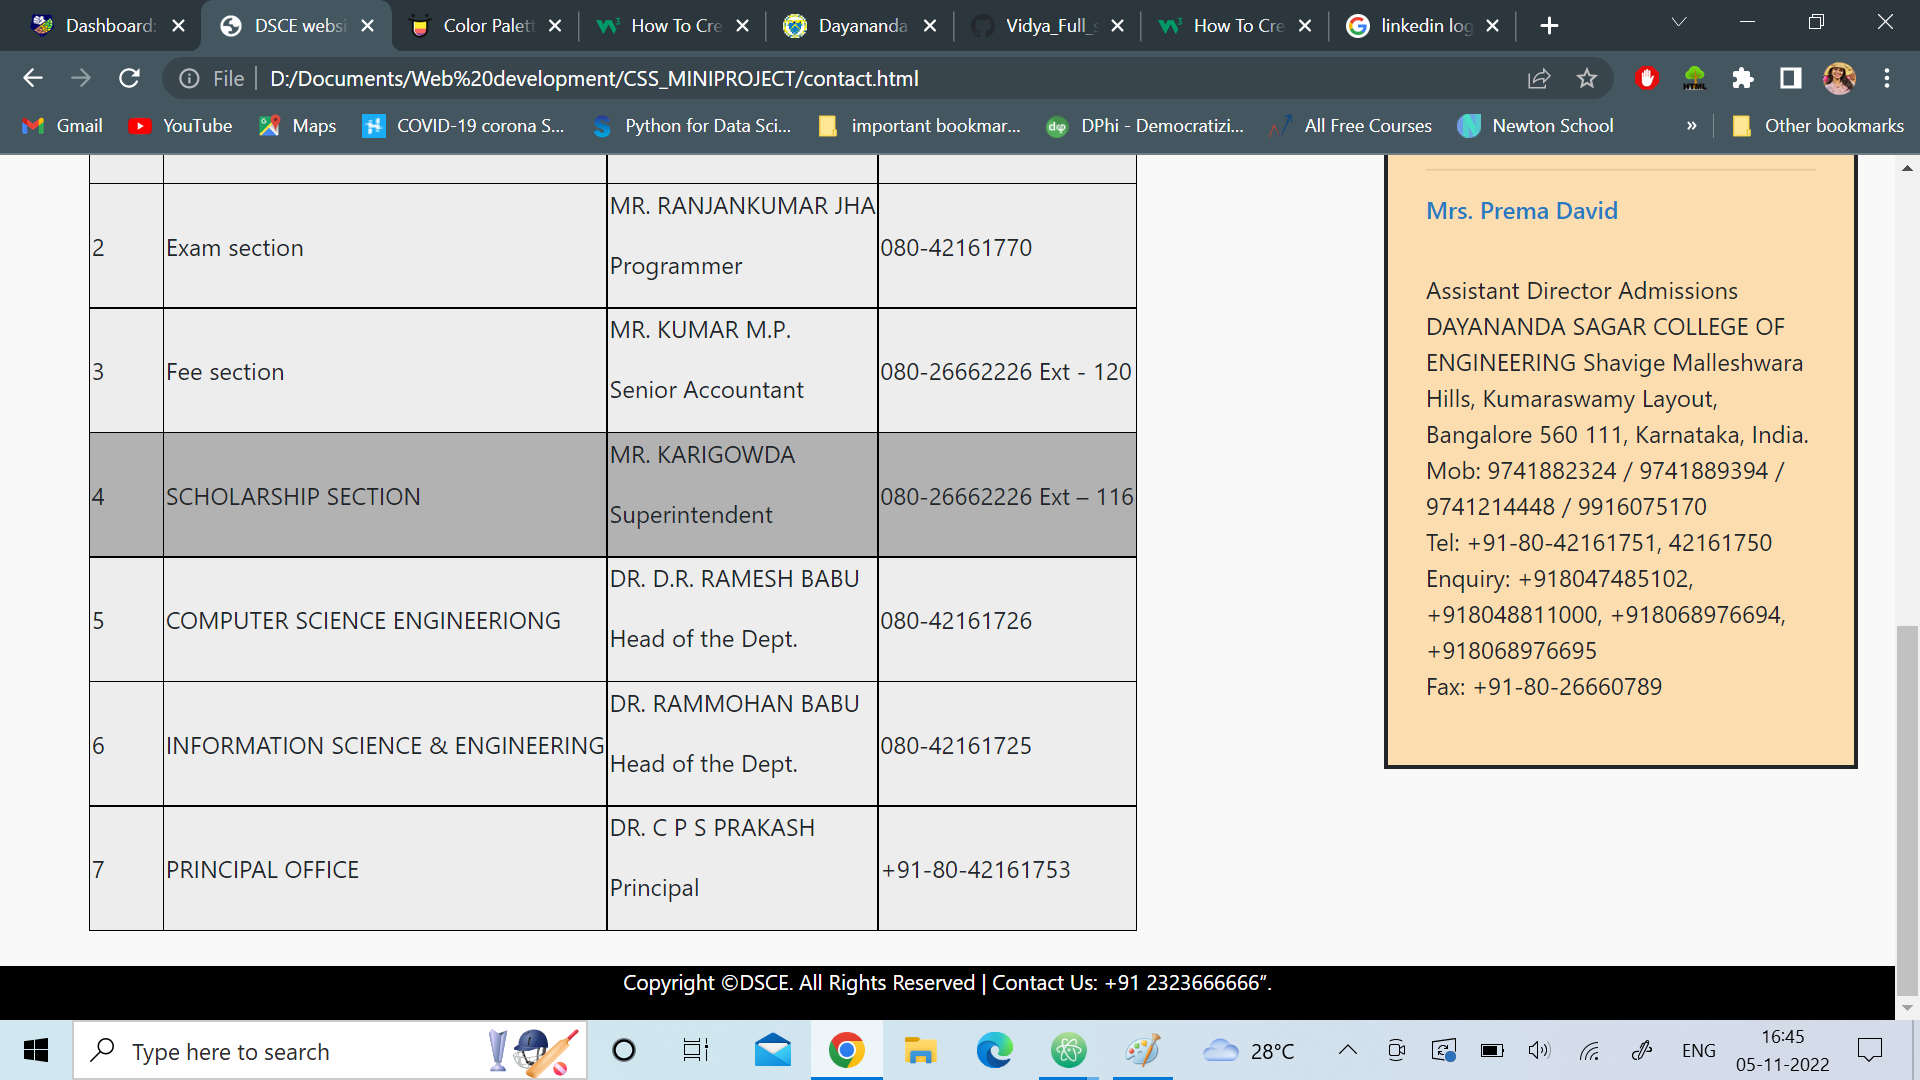 Dashboard:
DSCE websi
Color Palett
How To Cre
Dayananda
Vidya_Full_s
How To Cre
linkedin log
File
D:/Documents/Web%20development/CSS_MINIPROJECT/contact.html
HTML
Gmail
YouTube
Maps
COVID-19 corona S...
Python for Data Sci...
important bookmar...
DPhi - Democratizi...
All Free Courses
Newton School
»
Other bookmarks
2
Exam section
MR. RANJANKUMAR JHA
Programmer
080-42161770
3
Fee section
MR. KUMAR M.P.
Senior Accountant
080-26662226 Ext - 120
4
SCHOLARSHIP SECTION
MR. KARIGOWDA
Superintendent
080-26662226 Ext – 116
5
COMPUTER SCIENCE ENGINEERIONG
DR. D.R. RAMESH BABU
Head of the Dept.
080-42161726
6
INFORMATION SCIENCE & ENGINEERING
DR. RAMMOHAN BABU
Head of the Dept.
080-42161725
7
PRINCIPAL OFFICE
DR. C P S PRAKASH
Principal
+91-80-42161753
Mrs. Prema David
Assistant Director Admissions
DAYANANDA SAGAR COLLEGE OF
ENGINEERING Shavige Malleshwara
Hills, Kumaraswamy Layout,
Bangalore 560 111, Karnataka, India.
Mob: 9741882324 / 9741889394 /
9741214448 / 9916075170
Tel: +91-80-42161751, 42161750
Enquiry: +918047485102,
+918048811000, +918068976694,
+918068976695
Fax: +91-80-26660789
Copyright ©DSCE. All Rights Reserved | Contact Us: +91 2323666666”.
Type here to search
28°C
ENG
16:45
05-11-2022